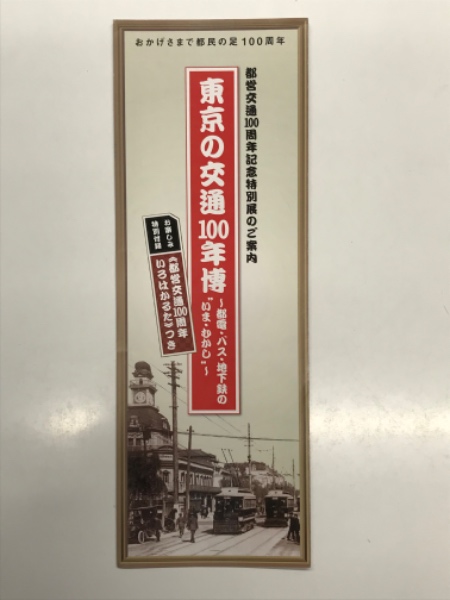 おかげさまで都民の足100周年
都営交通100周年記念特別展のご案内
東京の交通100年博
～都電・バス・地下鉄の
"いま・むかし"～
お楽しみ
特別付録
《都営交通100周年
いろはかるた》つき